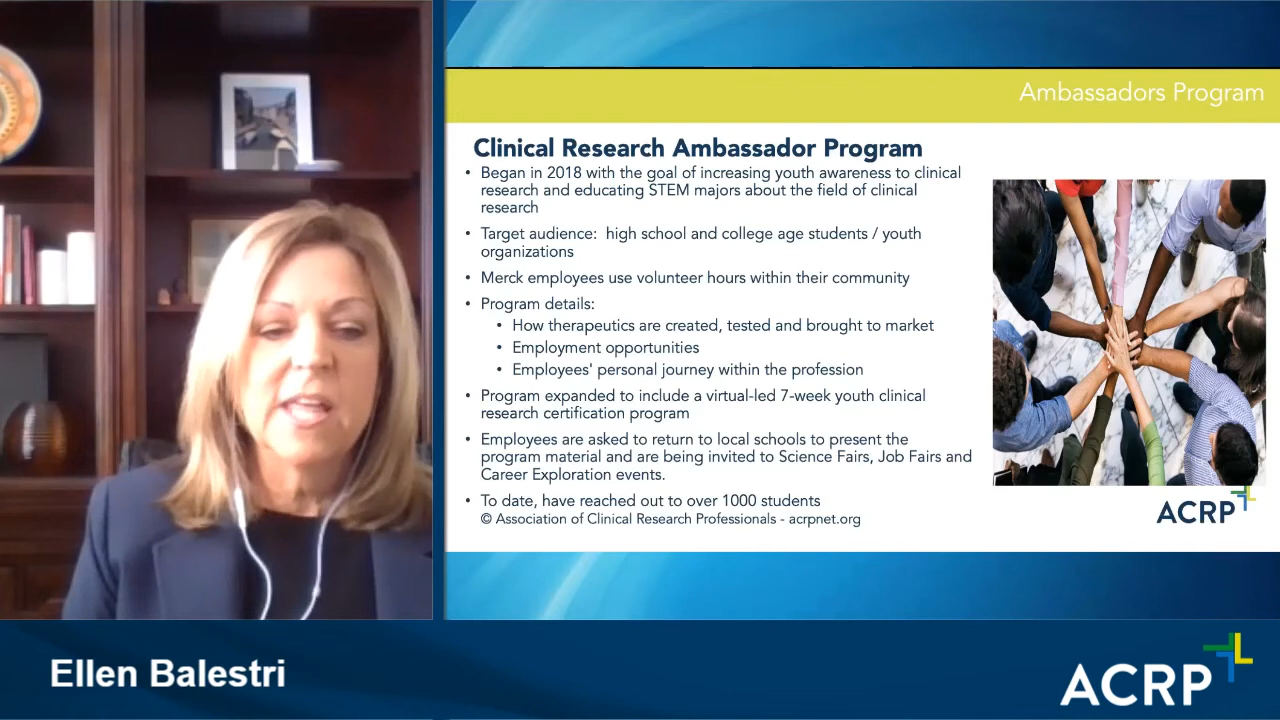 Ambassadors Program
Clinical Research Ambassador Program
• Began in 2018 with the goal of increasing youth awareness to clinical
research and educating STEM majors about the field of clinical
research
• Target audience:  high school and college age students / youth
organizations
• Merck employees use volunteer hours within their community
• Program details:
• How therapeutics are created, tested and brought to market
• Employment opportunities
• Employees' personal journey within the profession
• Program expanded to include a virtual-led 7-week youth clinical
research certification program
• Employees are asked to return to local schools to present the
program material and are being invited to Science Fairs, Job Fairs and
Career Exploration events.
• To date, have reached out to over 1000 students
© Association of Clinical Research Professionals - acrpnet.org
ACRP
Ellen Balestri
ACRP